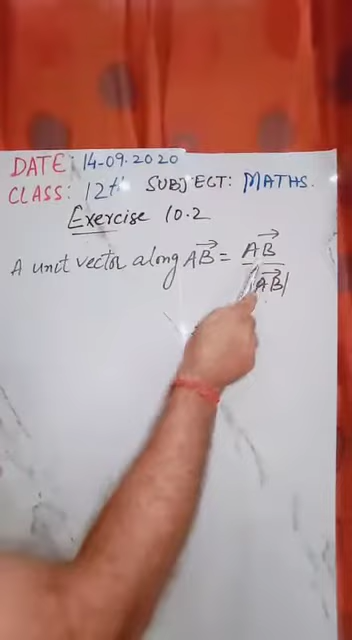 DATE: 14-09.2020
CLASS: 12th SUBJECT: MATHS.
Exercise 10.2
A unit vector along AB⃗ = AB⃗ / |AB⃗|